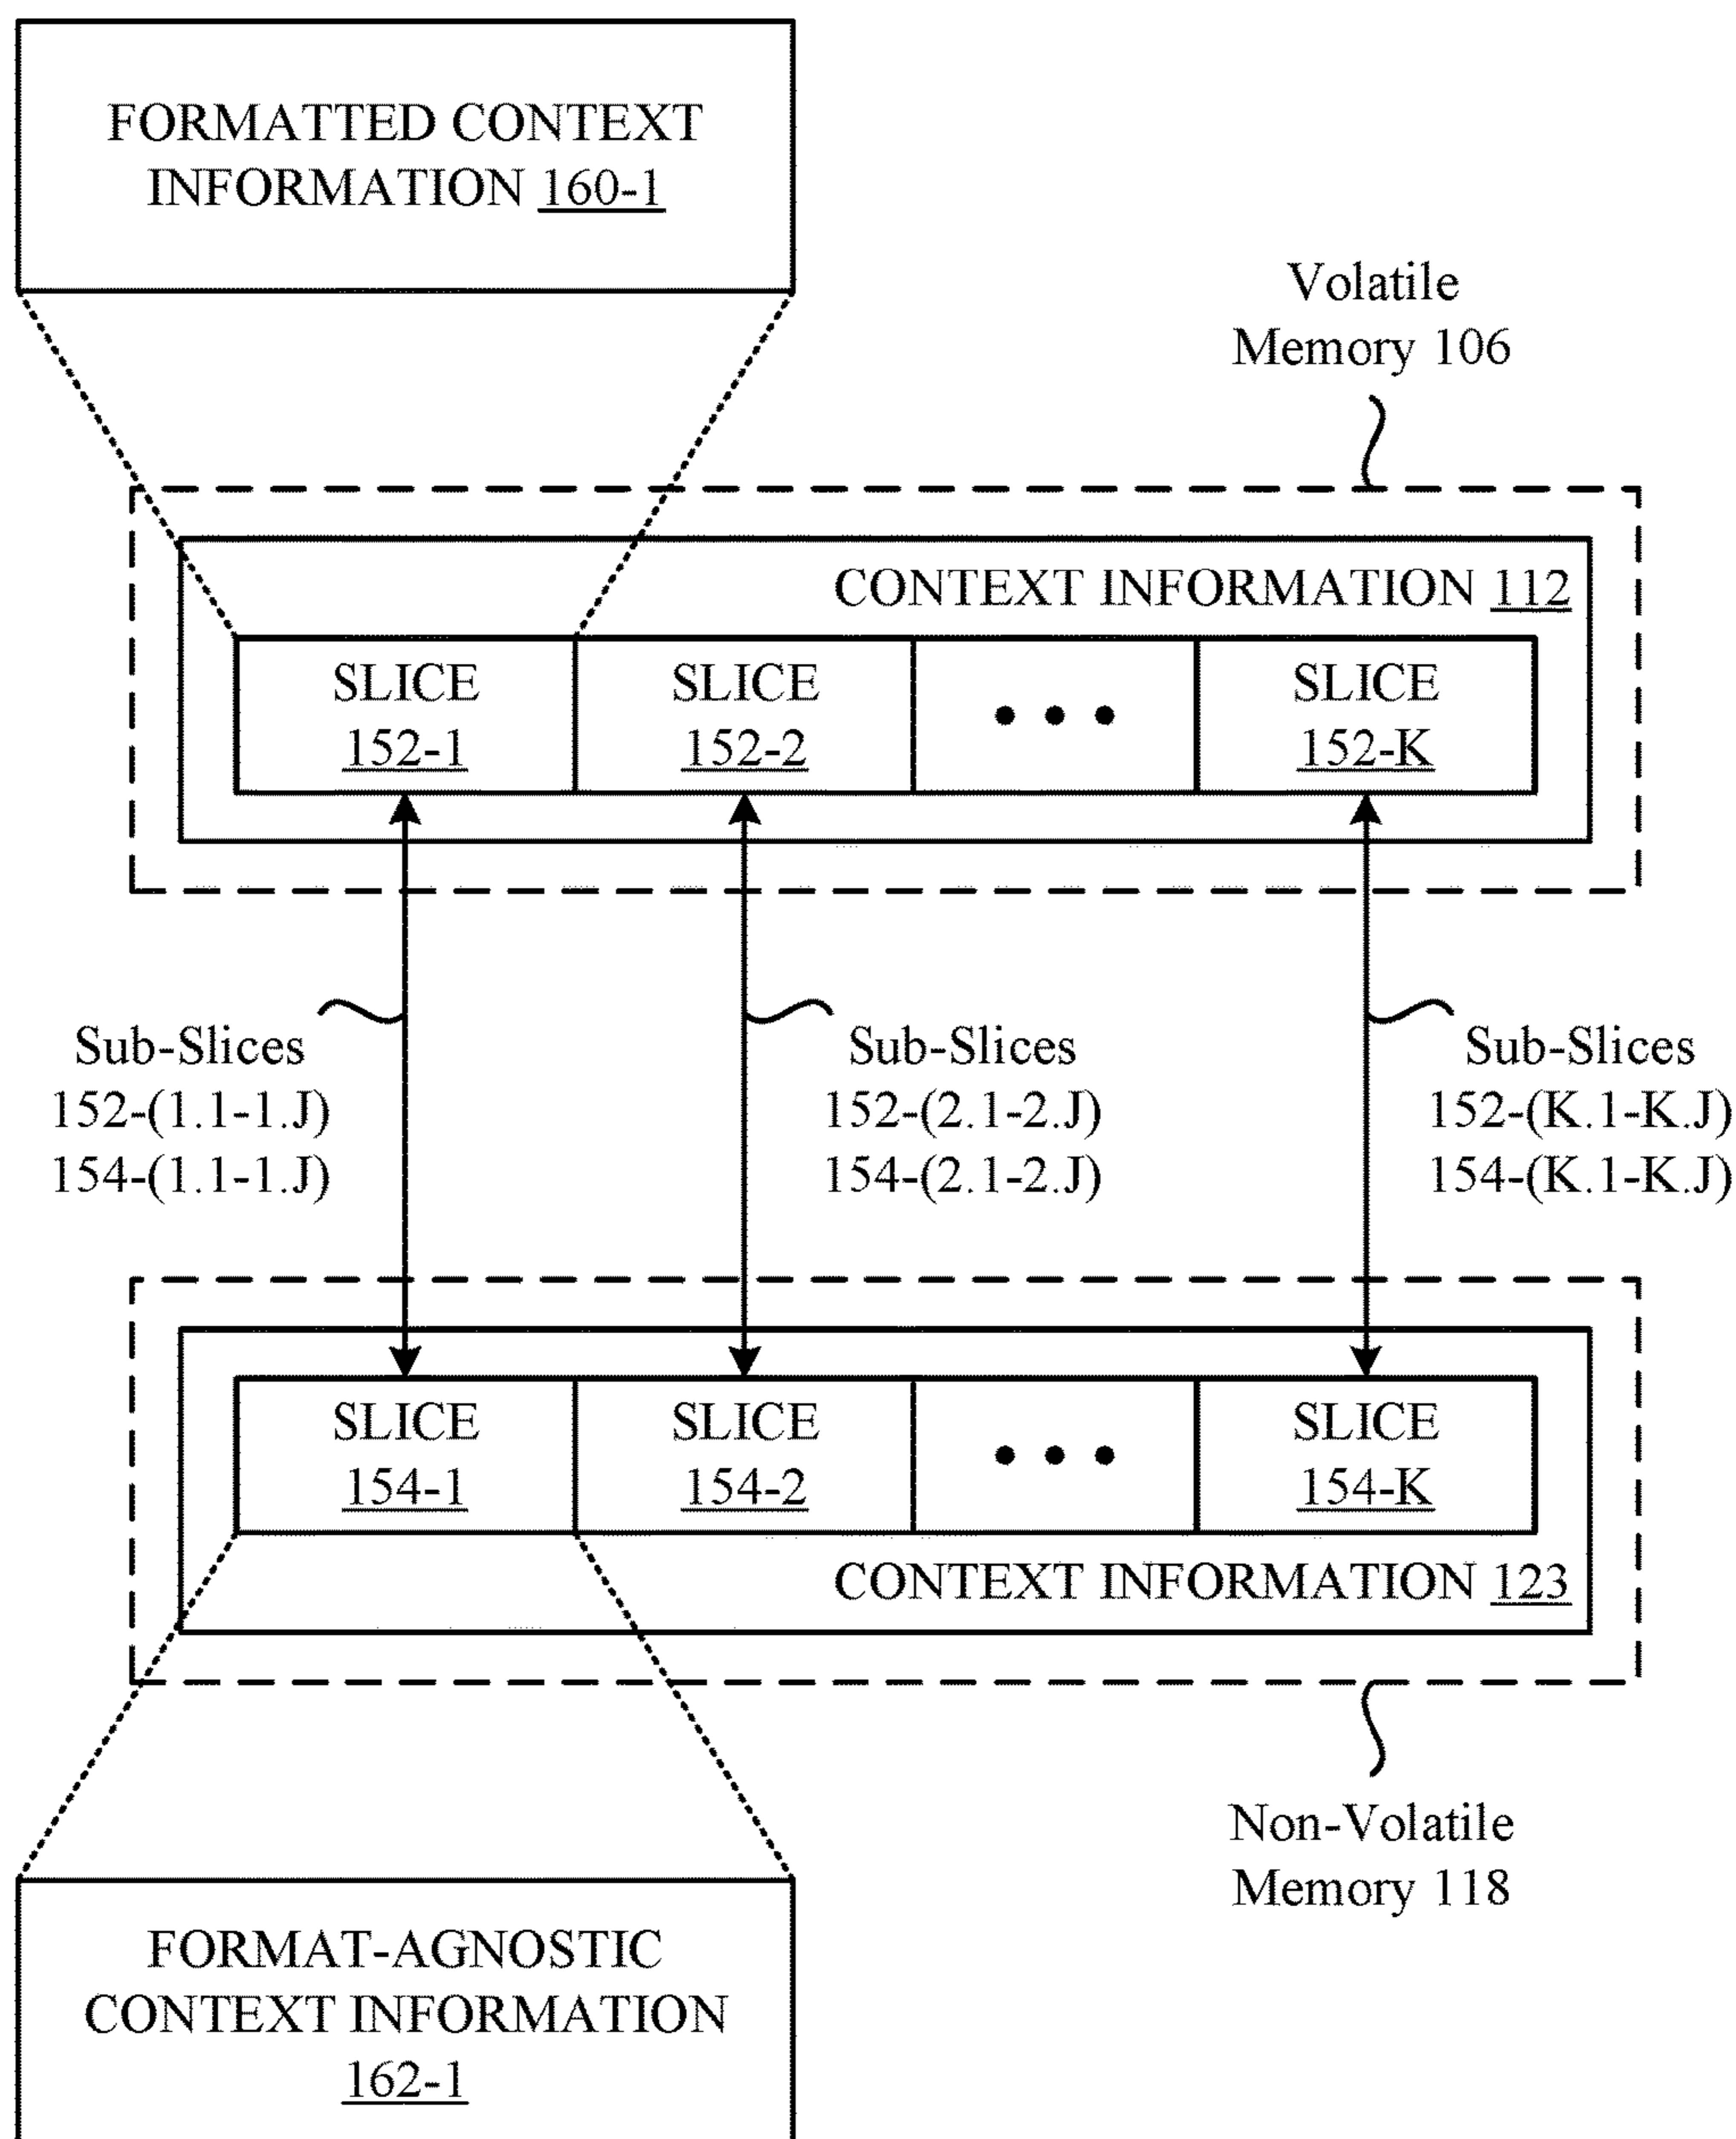 FORMATTED CONTEXT
INFORMATION 160-1
Volatile
Memory 106
CONTEXT INFORMATION 112
SLICE
152-1
SLICE
152-2
• • •
SLICE
152-K
Sub-Slices
152-(1.1-1.J)
154-(1.1-1.J)
Sub-Slices
152-(2.1-2.J)
154-(2.1-2.J)
Sub-Slices
152-(K.1-K.J)
154-(K.1-K.J)
SLICE
154-1
SLICE
154-2
• • •
SLICE
154-K
CONTEXT INFORMATION 123
Non-Volatile
Memory 118
FORMAT-AGNOSTIC
CONTEXT INFORMATION
162-1